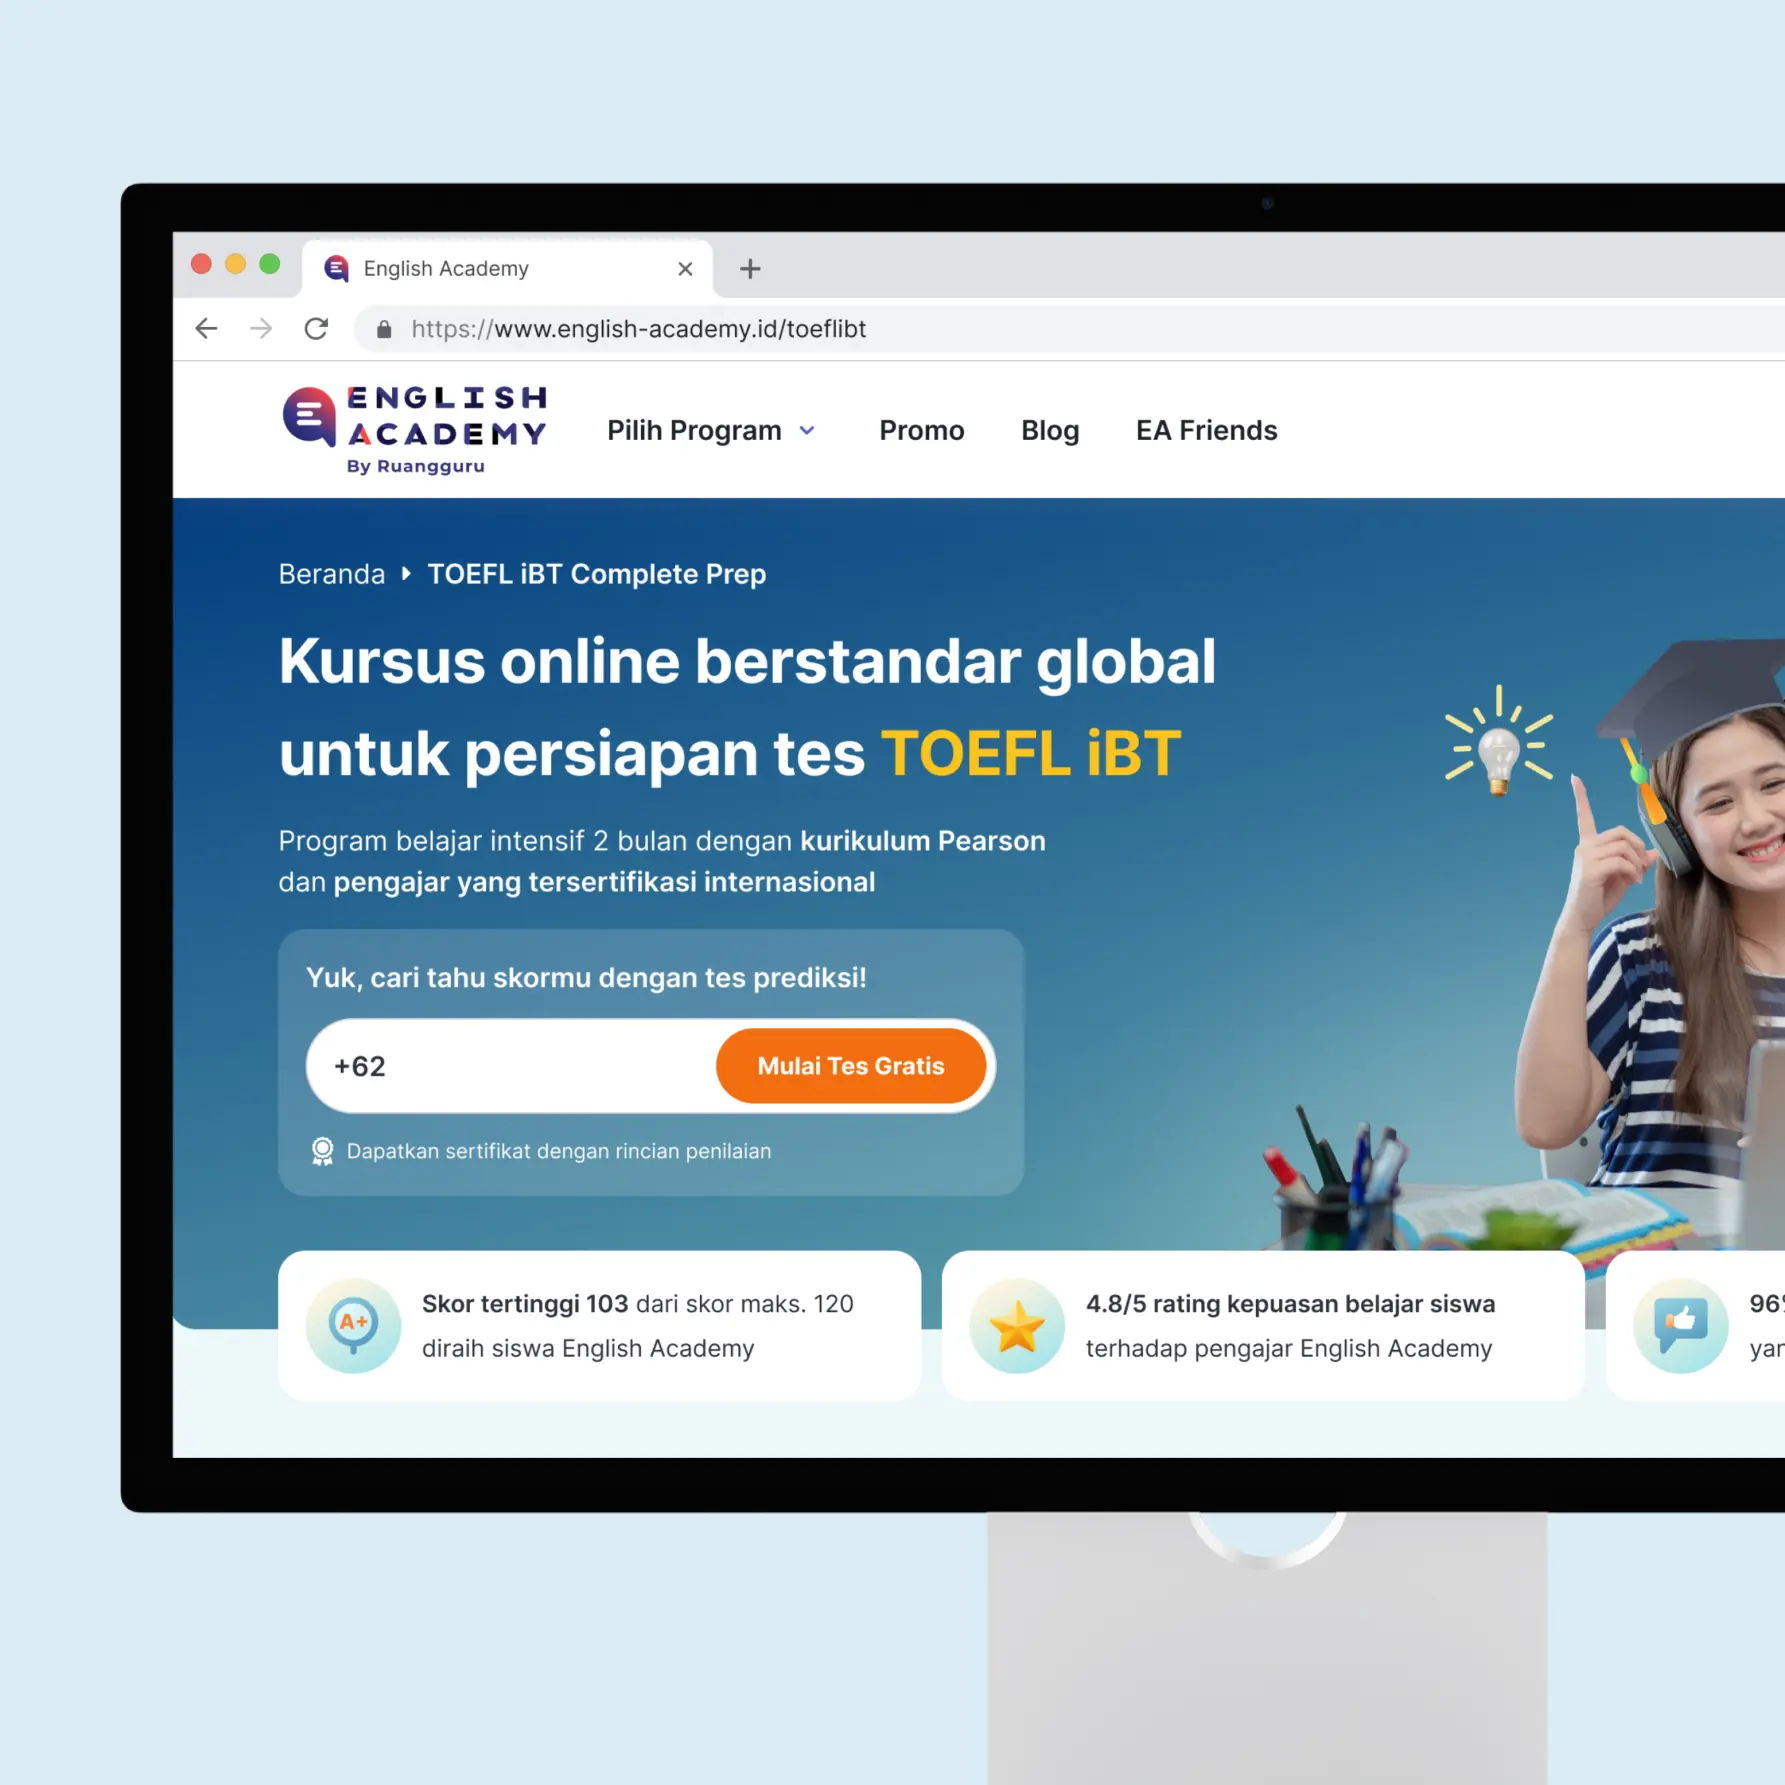 English Academy
https://www.english-academy.id/toeflibt
ENGLISH
ACADEMY
By Ruangguru
Pilih Program
Promo
Blog
EA Friends
Beranda
TOEFL iBT Complete Prep
Kursus online berstandar global
untuk persiapan tes TOEFL iBT
Program belajar intensif 2 bulan dengan kurikulum Pearson
dan pengajar yang tersertifikasi internasional
Yuk, cari tahu skormu dengan tes prediksi!
+62
Mulai Tes Gratis
Dapatkan sertifikat dengan rincian penilaian
A+
Skor tertinggi 103 dari skor maks. 120
diraih siswa English Academy
4.8/5 rating kepuasan belajar siswa
terhadap pengajar English Academy